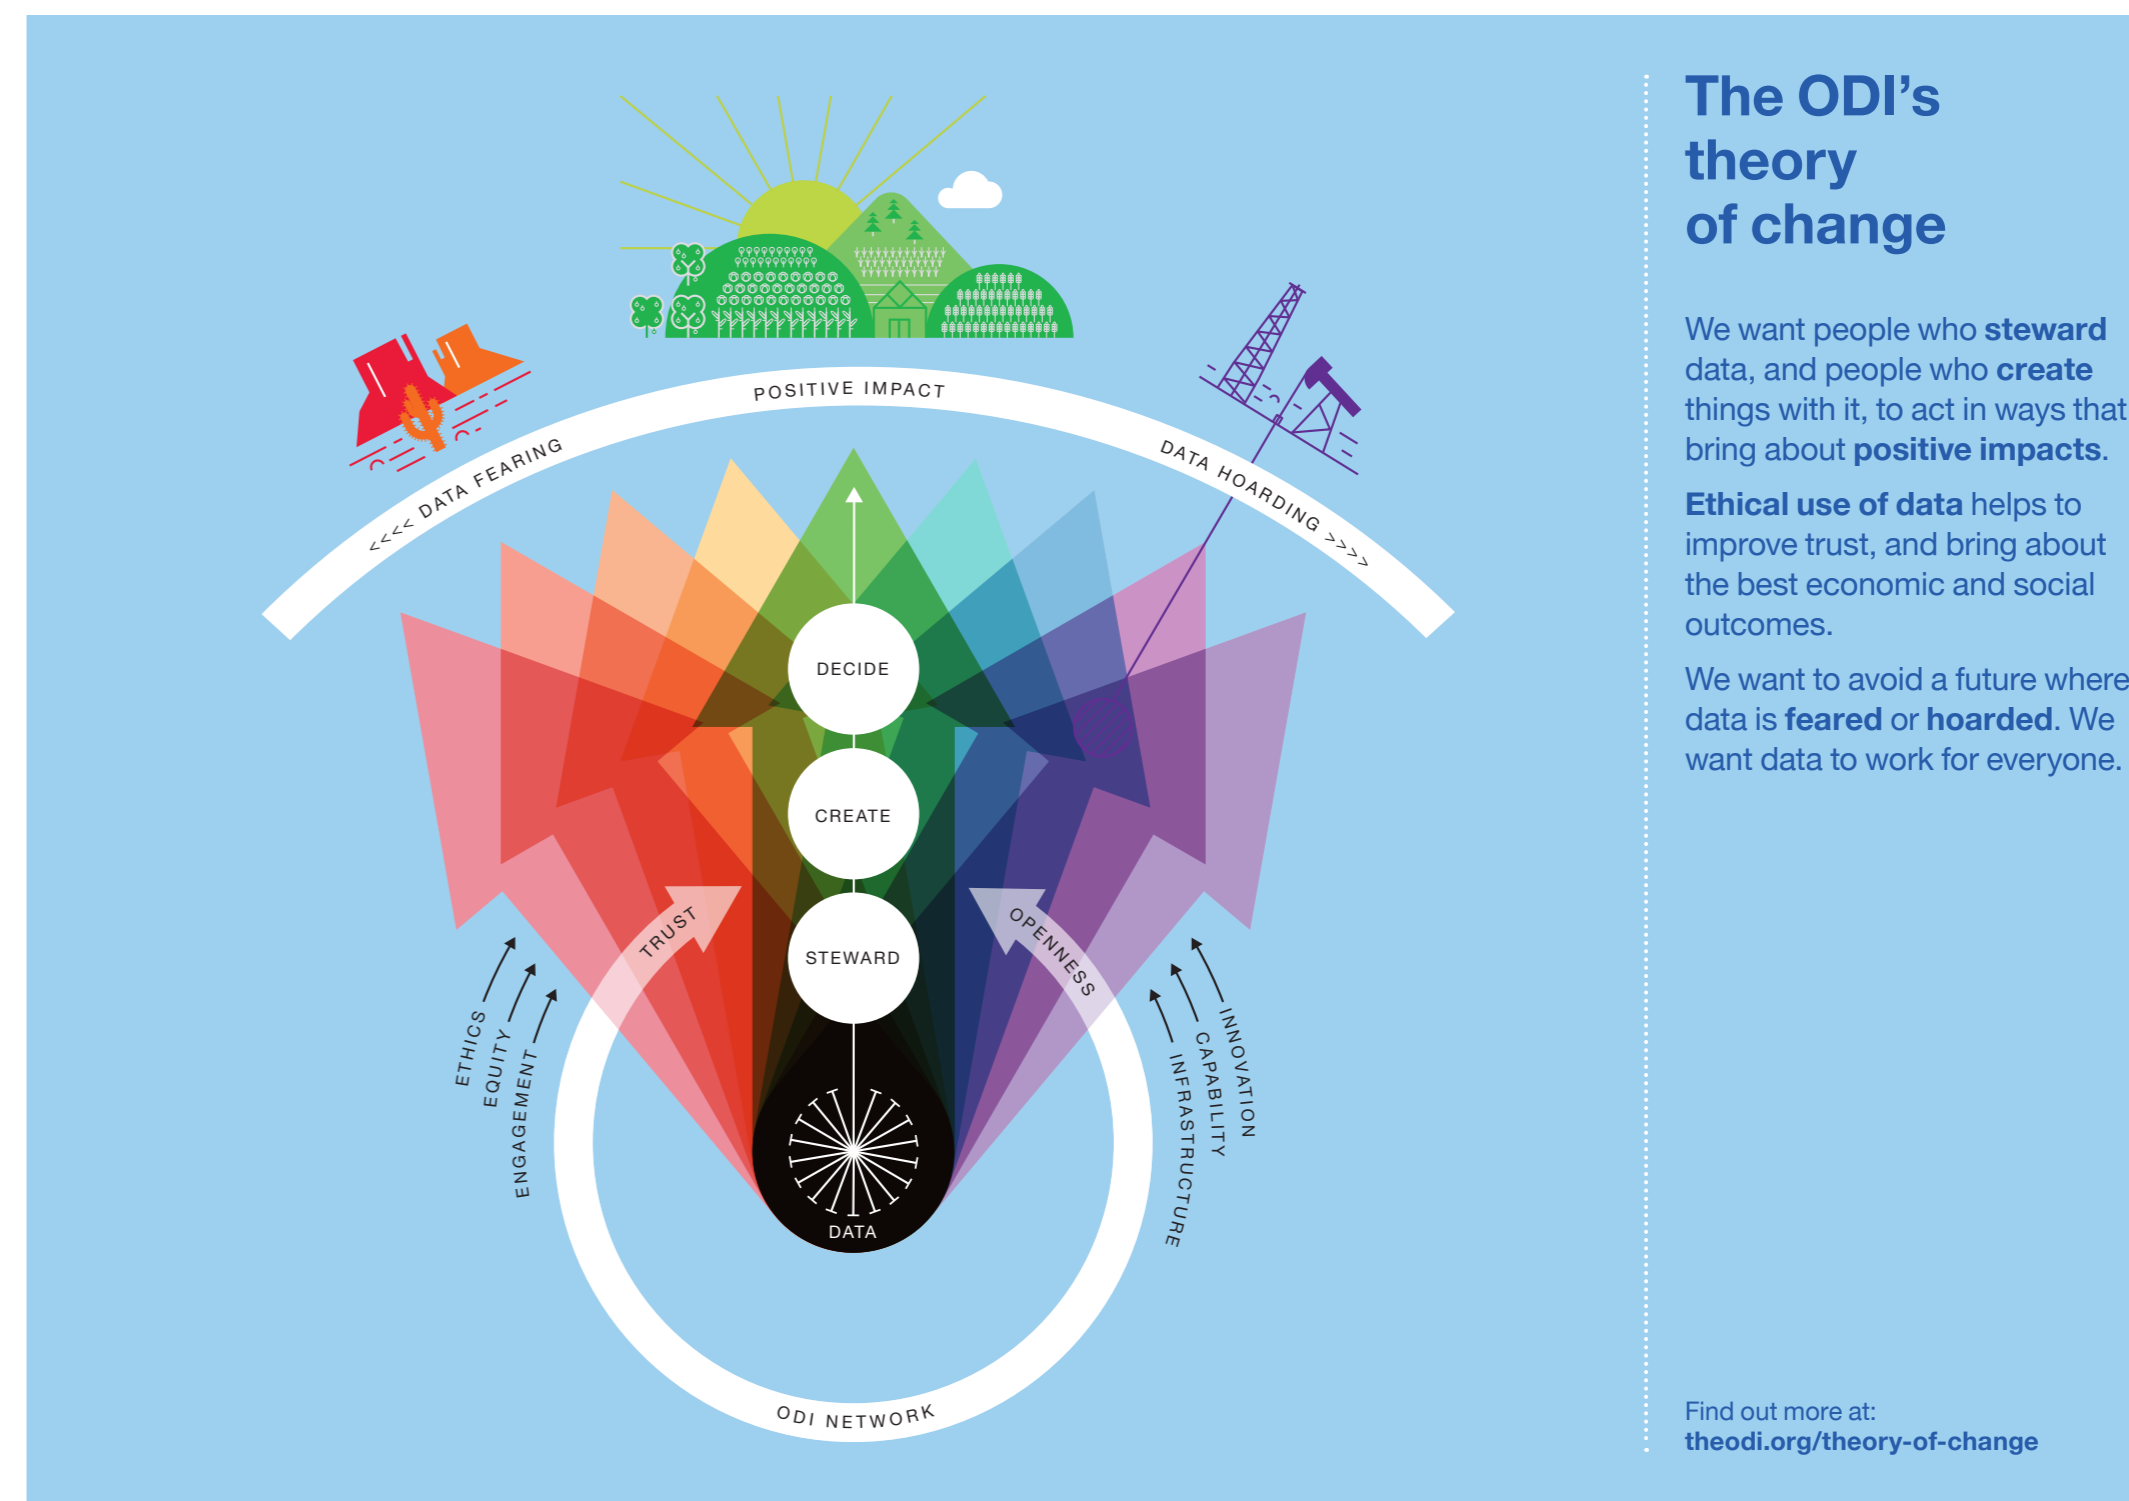 The ODI’s
theory
of change
We want people who steward
data, and people who create
things with it, to act in ways that
bring about positive impacts.
Ethical use of data helps to
improve trust, and bring about
the best economic and social
outcomes.
We want to avoid a future where
data is feared or hoarded. We
want data to work for everyone.
Find out more at:
theodi.org/theory-of-change
<<<< DATA FEARING
POSITIVE IMPACT
DATA HOARDING >>>>
DECIDE
CREATE
STEWARD
DATA
TRUST
OPENNESS
ETHICS
EQUITY
ENGAGEMENT
INNOVATION
CAPABILITY
INFRASTRUCTURE
ODI NETWORK